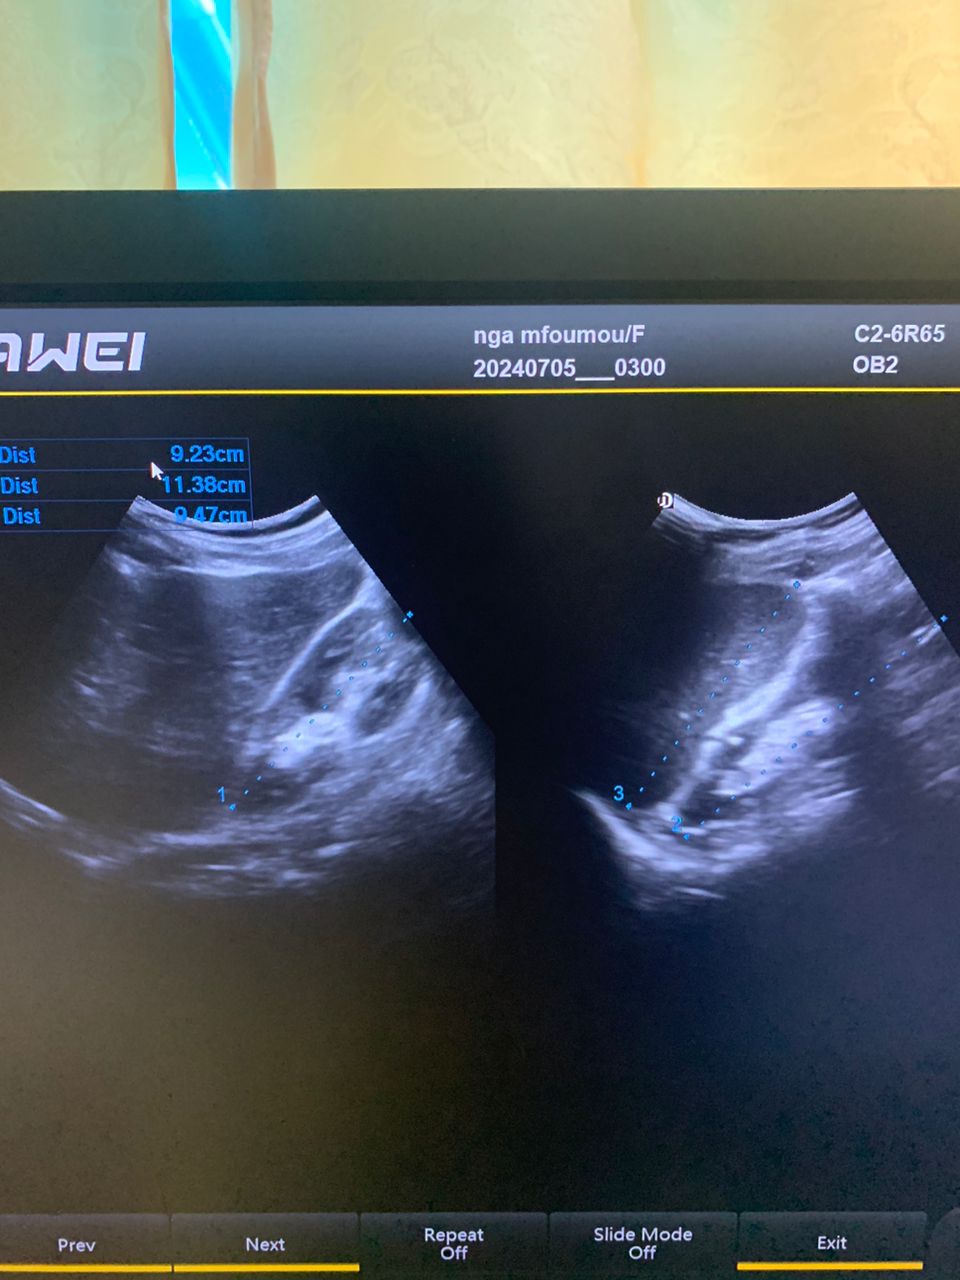 AWEI
nga mfoumou/F
C2-6R65
20240705___0300
OB2
Dist 9.23cm
Dist 11.38cm
Dist 9.47cm
D
1
3
2
Prev
Next
Repeat
Off
Slide Mode
Off
Exit